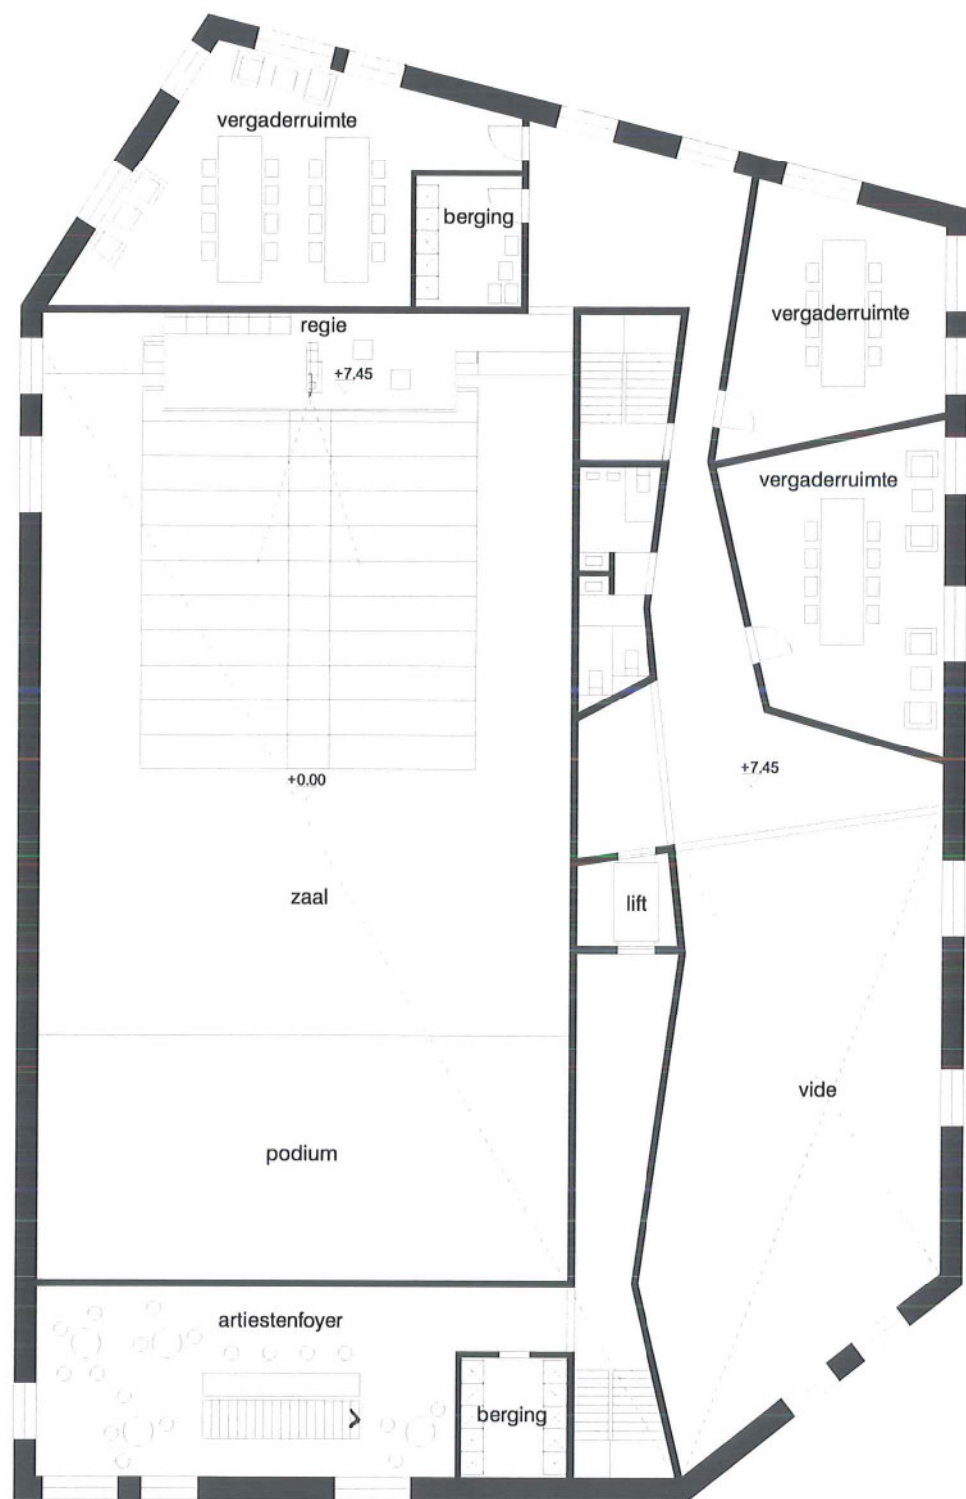 vergaderruimte
berging
vergaderruimte
regie
+7.45
vergaderruimte
+7.45
+0.00
zaal
lift
vide
podium
artiestenfoyer
berging